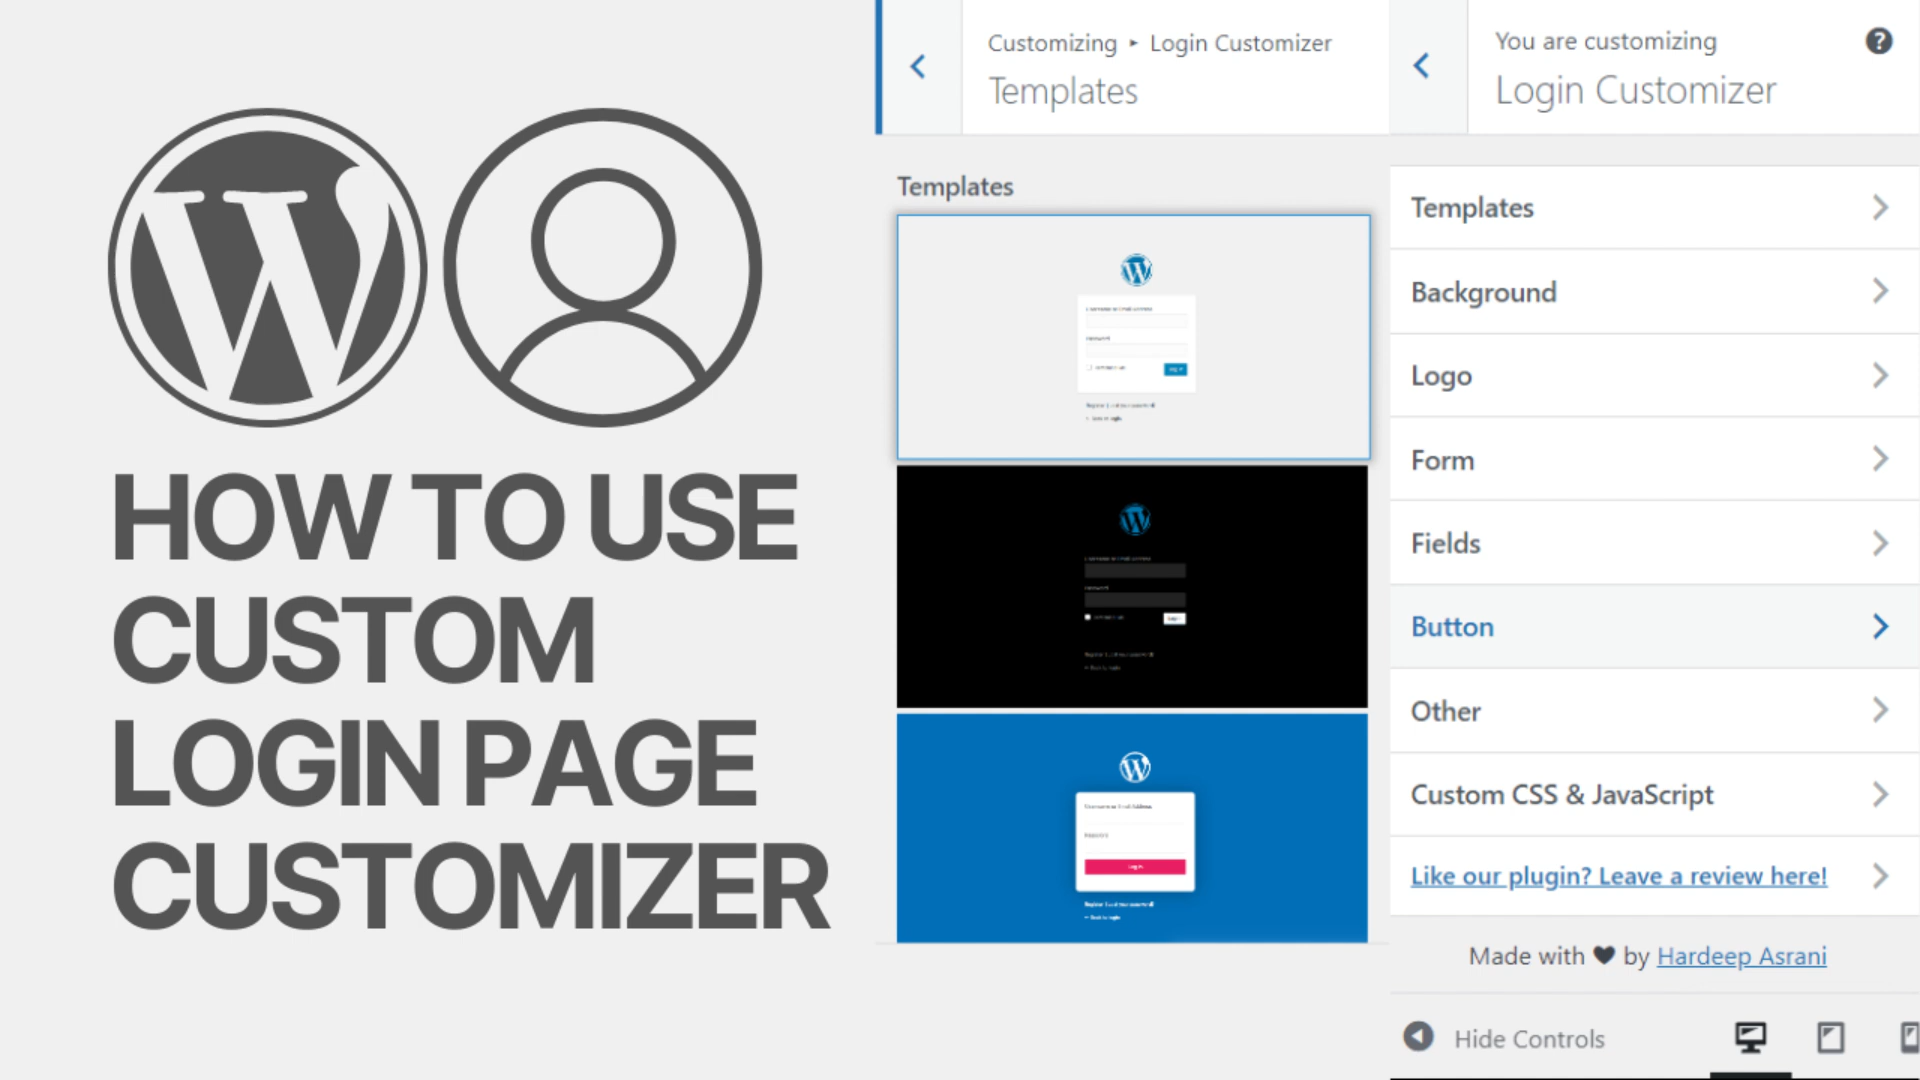 HOW TO USE
CUSTOM
LOGIN PAGE
CUSTOMIZER
Customizing ▸ Login Customizer
Templates
Templates
You are customizing
Login Customizer
Templates
Background
Logo
Form
Fields
Button
Other
Custom CSS & JavaScript
Like our plugin? Leave a review here!
Made with ♥ by Hardeep Asrani
Hide Controls